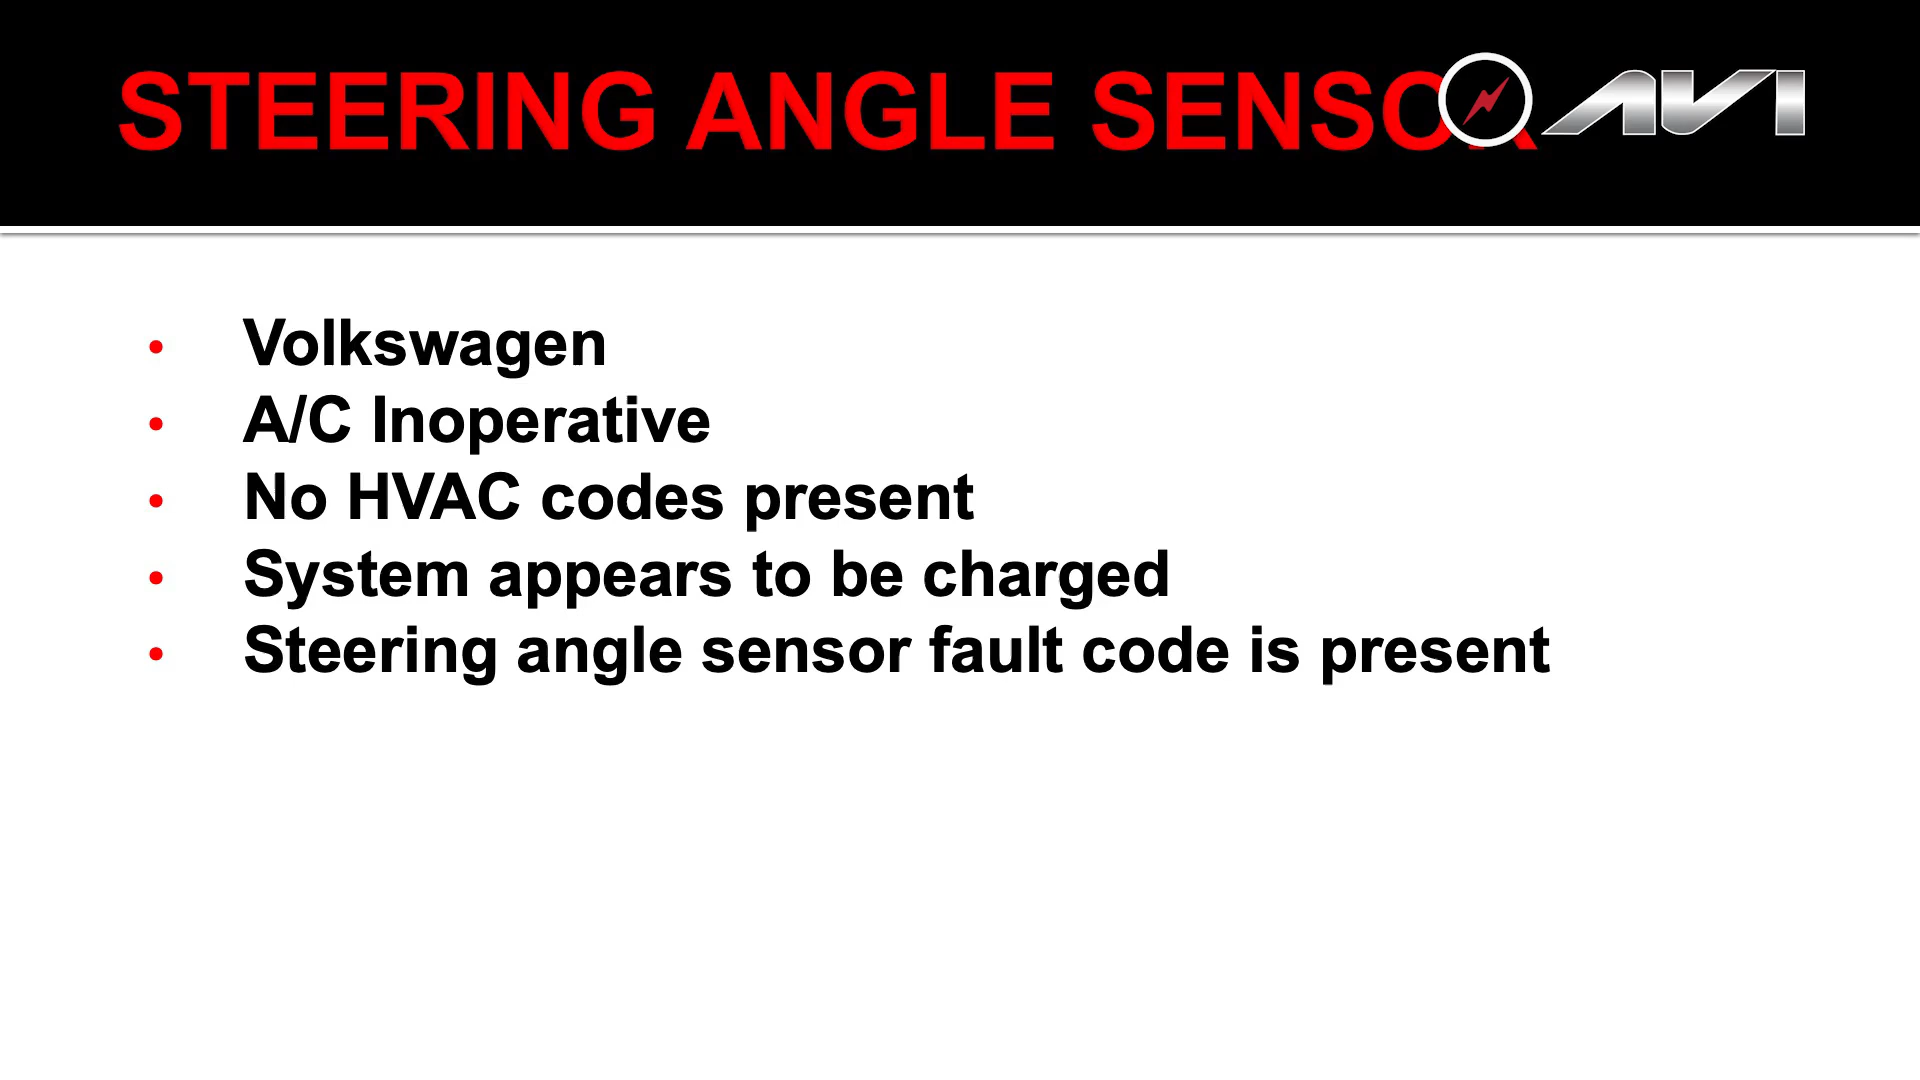 STEERING ANGLE SENSOR AVI
• Volkswagen
• A/C Inoperative
• No HVAC codes present
• System appears to be charged
• Steering angle sensor fault code is present